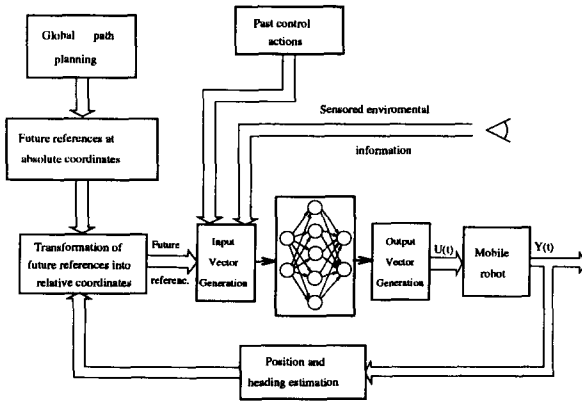 Global path
planning
Past control
actions
Sensored enviromental
information
Future references at
absolute coordinates
Transformation of
future references into
relative coordinates
Future
referenc.
Input
Vector
Generation
Output
Vector
Generation
U(t)
Mobile
robot
Y(t)
Position and
heading estimation